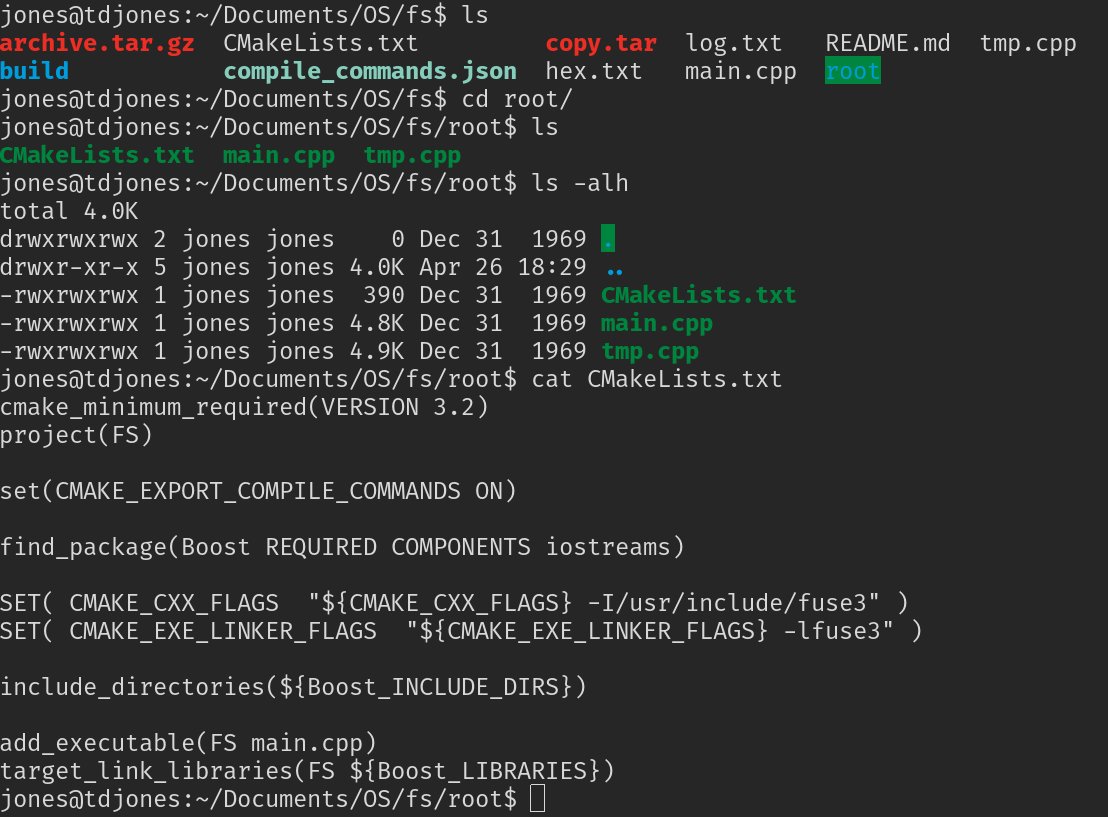 jones@tdjones:~/Documents/OS/fs$ ls
archive.tar.gz  CMakeLists.txt         copy.tar  log.txt   README.md  tmp.cpp
build           compile_commands.json  hex.txt   main.cpp  root
jones@tdjones:~/Documents/OS/fs$ cd root/
jones@tdjones:~/Documents/OS/fs/root$ ls
CMakeLists.txt  main.cpp  tmp.cpp
jones@tdjones:~/Documents/OS/fs/root$ ls -alh
total 4.0K
drwxrwxrwx 2 jones jones    0 Dec 31  1969 .
drwxr-xr-x 5 jones jones 4.0K Apr 26 18:29 ..
-rwxrwxrwx 1 jones jones  390 Dec 31  1969 CMakeLists.txt
-rwxrwxrwx 1 jones jones 4.8K Dec 31  1969 main.cpp
-rwxrwxrwx 1 jones jones 4.9K Dec 31  1969 tmp.cpp
jones@tdjones:~/Documents/OS/fs/root$ cat CMakeLists.txt
cmake_minimum_required(VERSION 3.2)
project(FS)

set(CMAKE_EXPORT_COMPILE_COMMANDS ON)

find_package(Boost REQUIRED COMPONENTS iostreams)

SET( CMAKE_CXX_FLAGS  "${CMAKE_CXX_FLAGS} -I/usr/include/fuse3" )
SET( CMAKE_EXE_LINKER_FLAGS  "${CMAKE_EXE_LINKER_FLAGS} -lfuse3" )

include_directories(${Boost_INCLUDE_DIRS})

add_executable(FS main.cpp)
target_link_libraries(FS ${Boost_LIBRARIES})
jones@tdjones:~/Documents/OS/fs/root$